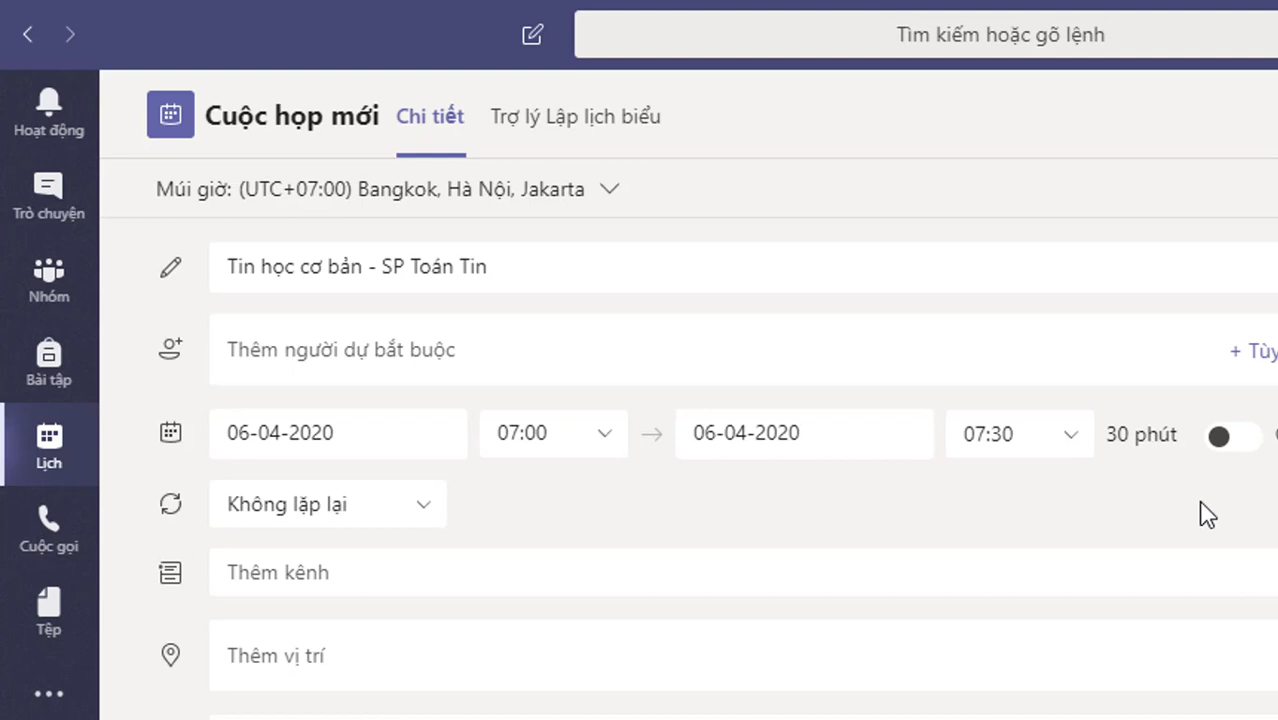 Tìm kiếm hoặc gõ lệnh
Hoạt động
Trò chuyện
Nhóm
Bài tập
Lịch
Cuộc gọi
Tệp
Cuộc họp mới Chi tiết Trợ lý Lập lịch biểu
Múi giờ: (UTC+07:00) Bangkok, Hà Nội, Jakarta
Tin học cơ bản - SP Toán Tin
Thêm người dự bắt buộc
+
06-04-2020 07:00 → 06-04-2020 07:30 30 phút
Không lặp lại
Thêm kênh
Thêm vị trí